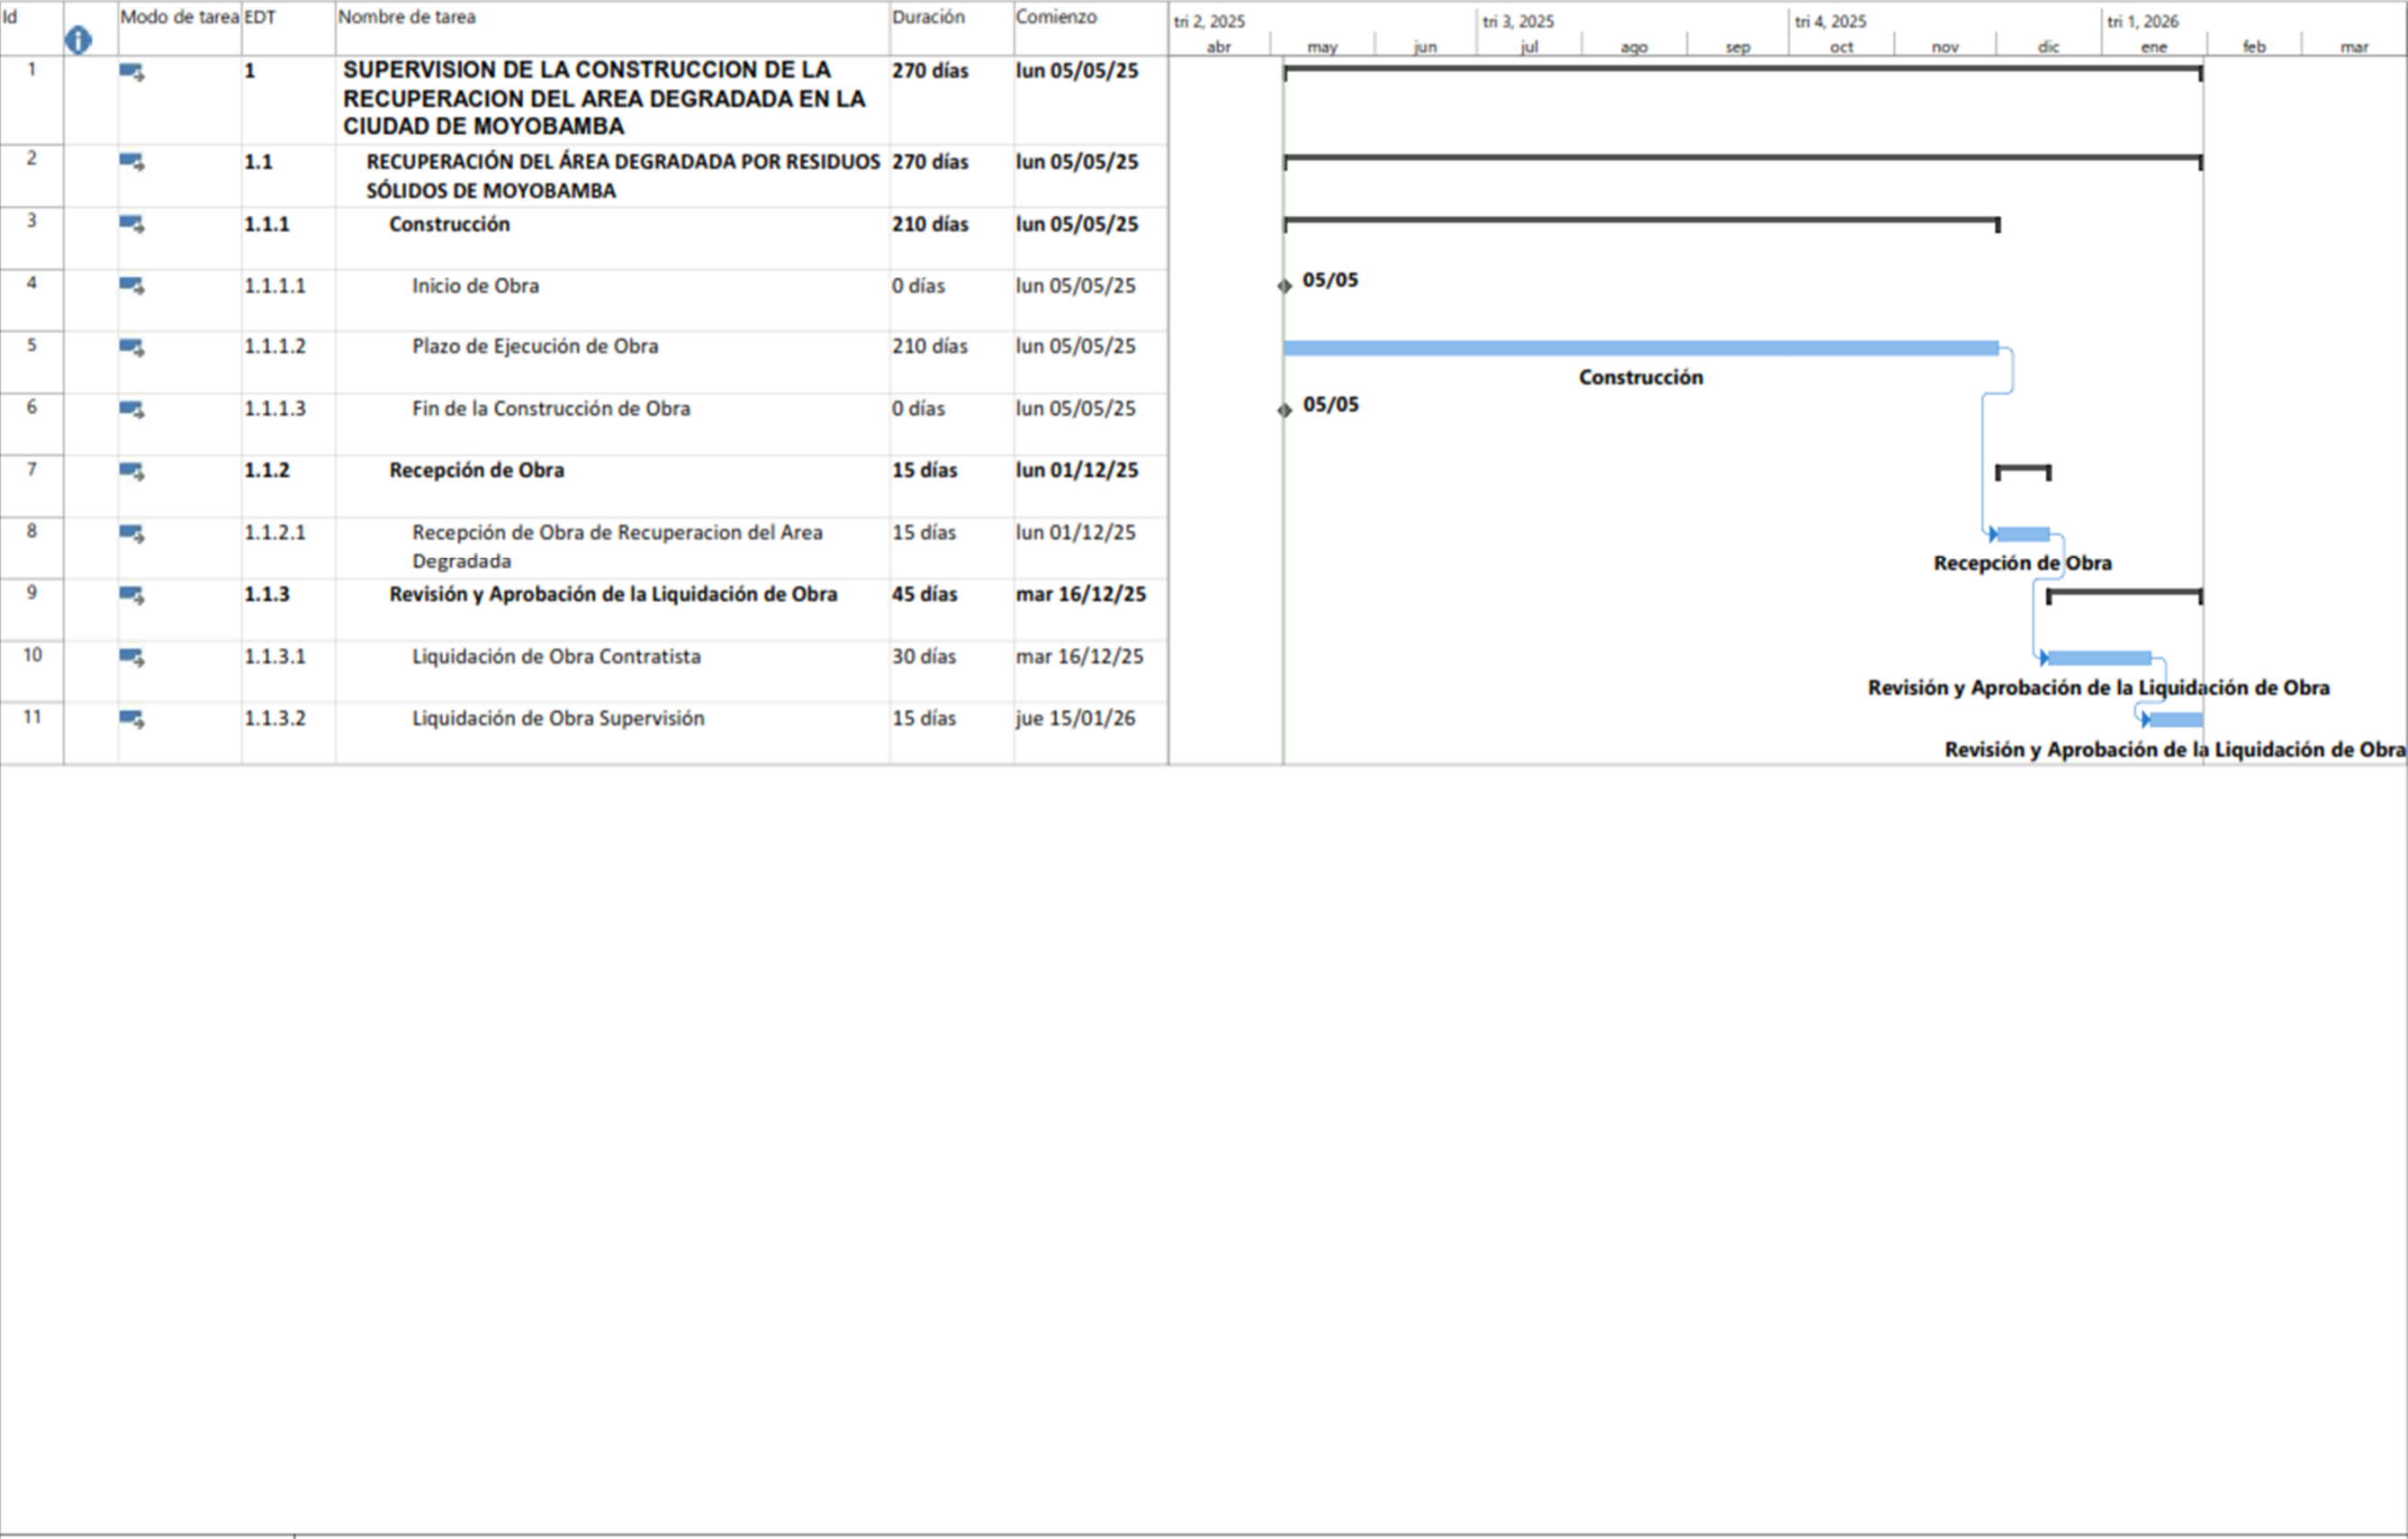 Id Modo de tarea EDT Nombre de tarea Duración Comienzo
tri 2, 2025 tri 3, 2025 tri 4, 2025 tri 1, 2026
abr may jun jul ago sep oct nov dic ene feb mar
1 1 SUPERVISION DE LA CONSTRUCCION DE LA 270 días lun 05/05/25
RECUPERACION DEL AREA DEGRADADA EN LA
CIUDAD DE MOYOBAMBA
2 1.1 RECUPERACIÓN DEL ÁREA DEGRADADA POR RESIDUOS 270 días lun 05/05/25
SÓLIDOS DE MOYOBAMBA
3 1.1.1 Construcción 210 días lun 05/05/25
4 1.1.1.1 Inicio de Obra 0 días lun 05/05/25 05/05
5 1.1.1.2 Plazo de Ejecución de Obra 210 días lun 05/05/25
Construcción
6 1.1.1.3 Fin de la Construcción de Obra 0 días lun 05/05/25 05/05
7 1.1.2 Recepción de Obra 15 días lun 01/12/25
8 1.1.2.1 Recepción de Obra de Recuperacion del Area 15 días lun 01/12/25
Degradada Recepción de Obra
9 1.1.3 Revisión y Aprobación de la Liquidación de Obra 45 días mar 16/12/25
10 1.1.3.1 Liquidación de Obra Contratista 30 días mar 16/12/25
Revisión y Aprobación de la Liquidación de Obra
11 1.1.3.2 Liquidación de Obra Supervisión 15 días jue 15/01/26
Revisión y Aprobación de la Liquidación de Obra